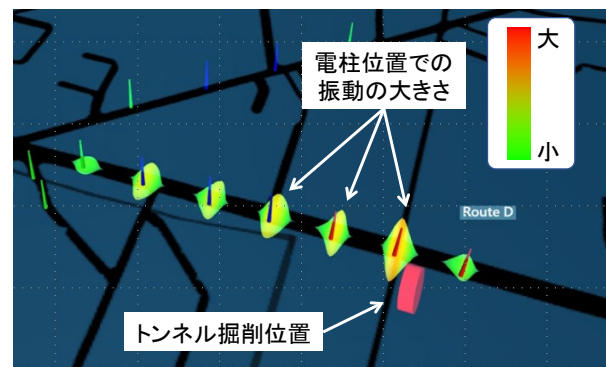 電柱位置での
振動の大きさ
大
小
Route D
トンネル掘削位置